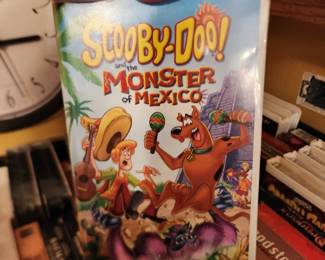 SCOOBY-DOO!
and the
MONSTER
of MEXICO